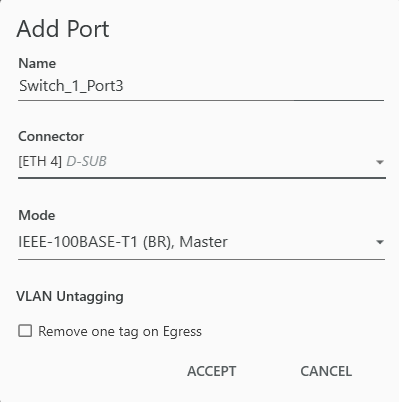 Add Port
Name
Switch_1_Port3
Connector
[ETH 4] D-SUB
Mode
IEEE-100BASE-T1 (BR), Master
VLAN Untagging
Remove one tag on Egress
ACCEPT CANCEL